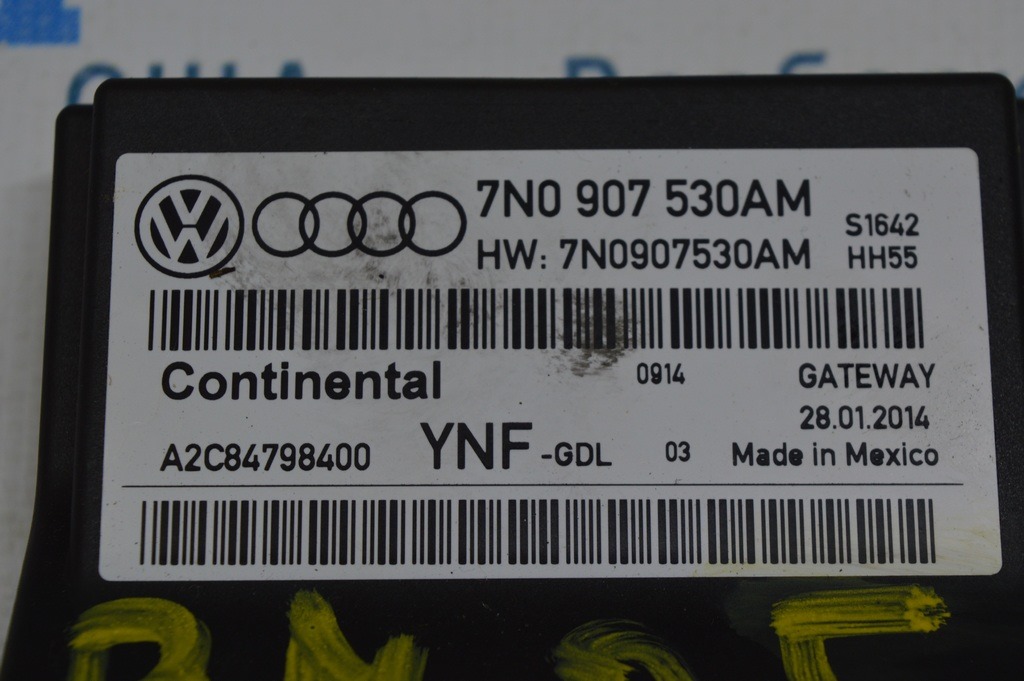 7N0 907 530AM
HW: 7N0907530AM
S1642
HH55
Continental
0914
GATEWAY
28.01.2014
A2C84798400
YNF -GDL
03
Made in Mexico